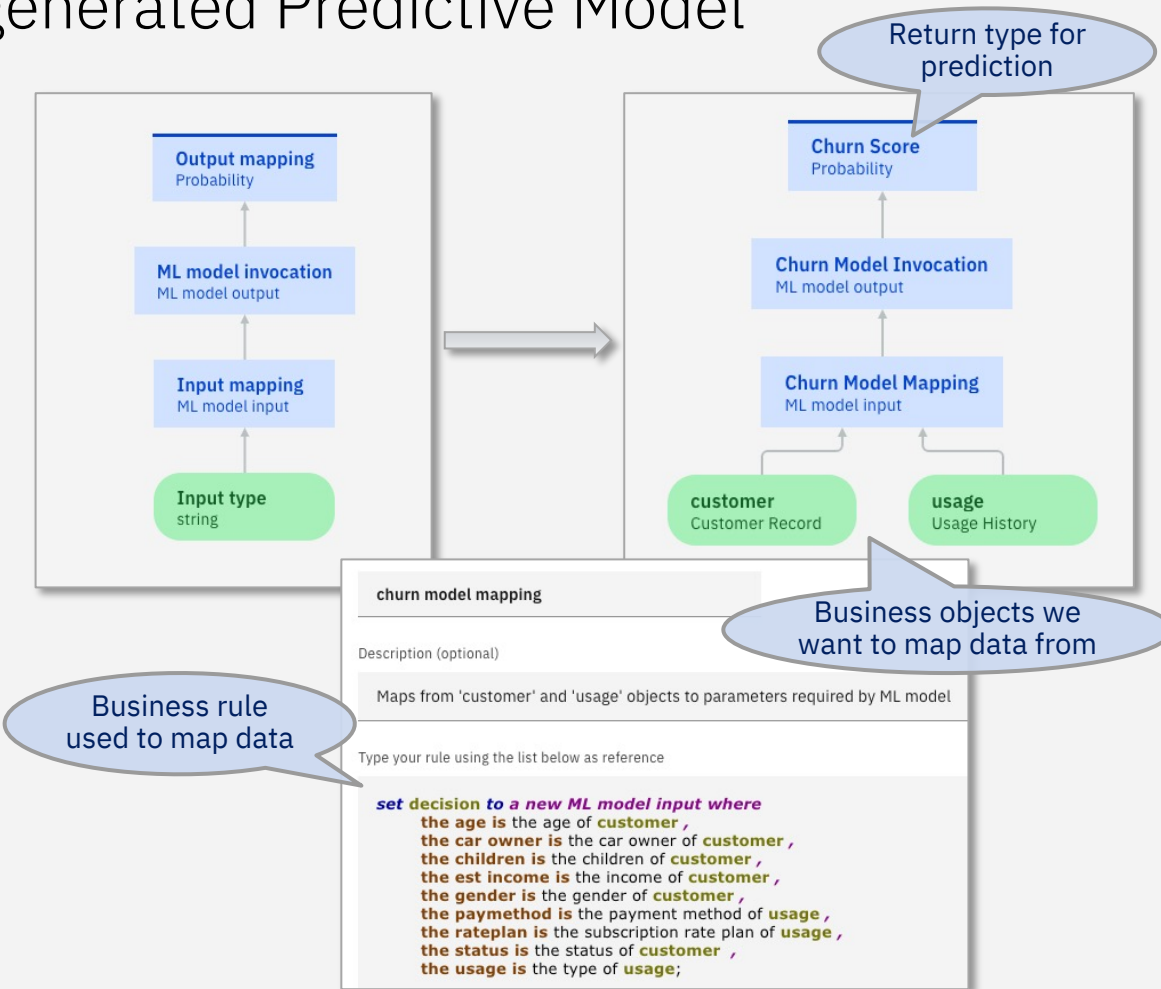 generated Predictive Model
Return type for
prediction
Output mapping
Probability
ML model invocation
ML model output
Input mapping
ML model input
Input type
string
Churn Score
Probability
Churn Model Invocation
ML model output
Churn Model Mapping
ML model input
customer
Customer Record
usage
Usage History
Business objects we
want to map data from
Business rule
used to map data
churn model mapping
Description (optional)
Maps from 'customer' and 'usage' objects to parameters required by ML model
Type your rule using the list below as reference
set decision to a new ML model input where
the age is the age of customer ,
the car owner is the car owner of customer ,
the children is the children of customer ,
the est income is the income of customer ,
the gender is the gender of customer ,
the paymethod is the payment method of usage ,
the rateplan is the subscription rate plan of usage ,
the status is the status of customer ,
the usage is the type of usage;